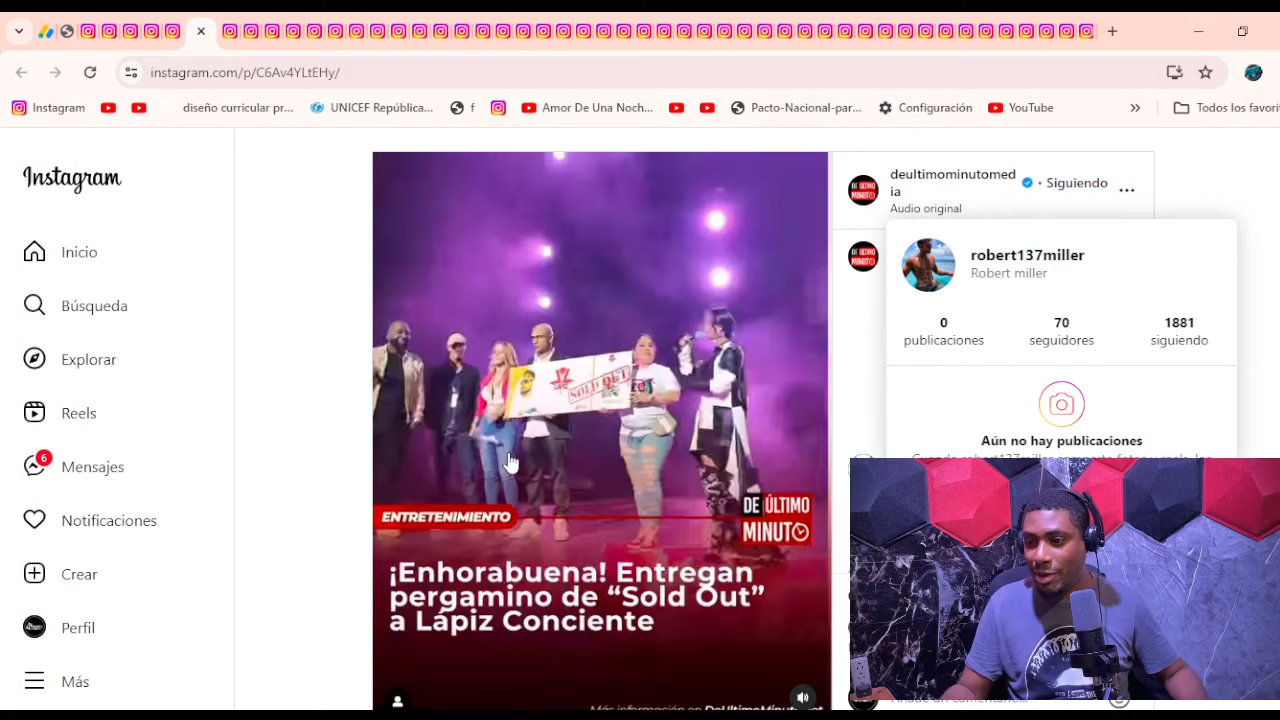 instagram.com/p/C6Av4YLtEHy/
Instagram
diseño curricular pr...
UNICEF Repúblic...
f
Amor De Una Noch...
Pacto-Nacional-par...
Configuración
YouTube
Todos los favorit
Instagram
Inicio
Búsqueda
Explorar
Reels
6
Mensajes
Notificaciones
Crear
Perfil
Más
SOLD OUT
ENTRETENIMIENTO
DE ÚLTIMO
MINUTO
¡Enhorabuena! Entregan
pergamino de “Sold Out”
a Lápiz Conciente
deultimominutomed
ia
• Siguiendo
Audio original
robert137miller
Robert miller
0
publicaciones
70
seguidores
1881
siguiendo
Aún no hay publicaciones